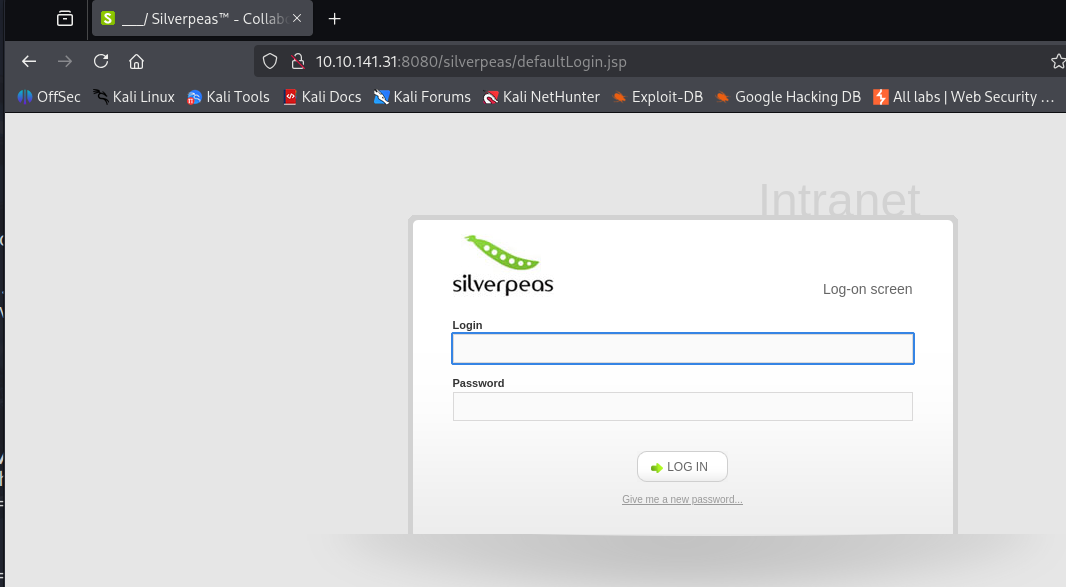 ___/ Silverpeas™ - Collab
10.10.141.31:8080/silverpeas/defaultLogin.jsp
OffSec Kali Linux Kali Tools Kali Docs Kali Forums Kali NetHunter Exploit-DB Google Hacking DB All labs | Web Security ...
Intranet
silverpeas
Log-on screen
Login
Password
LOG IN
Give me a new password...